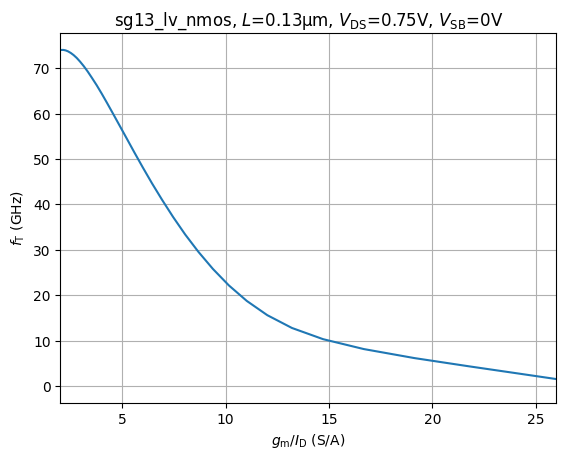 sg13_lv_nmos, L=0.13μm, V_DS=0.75V, V_SB=0V
70
60
50
40
30
20
10
0
f_T (GHz)
5 10 15 20 25
g_m/I_D (S/A)